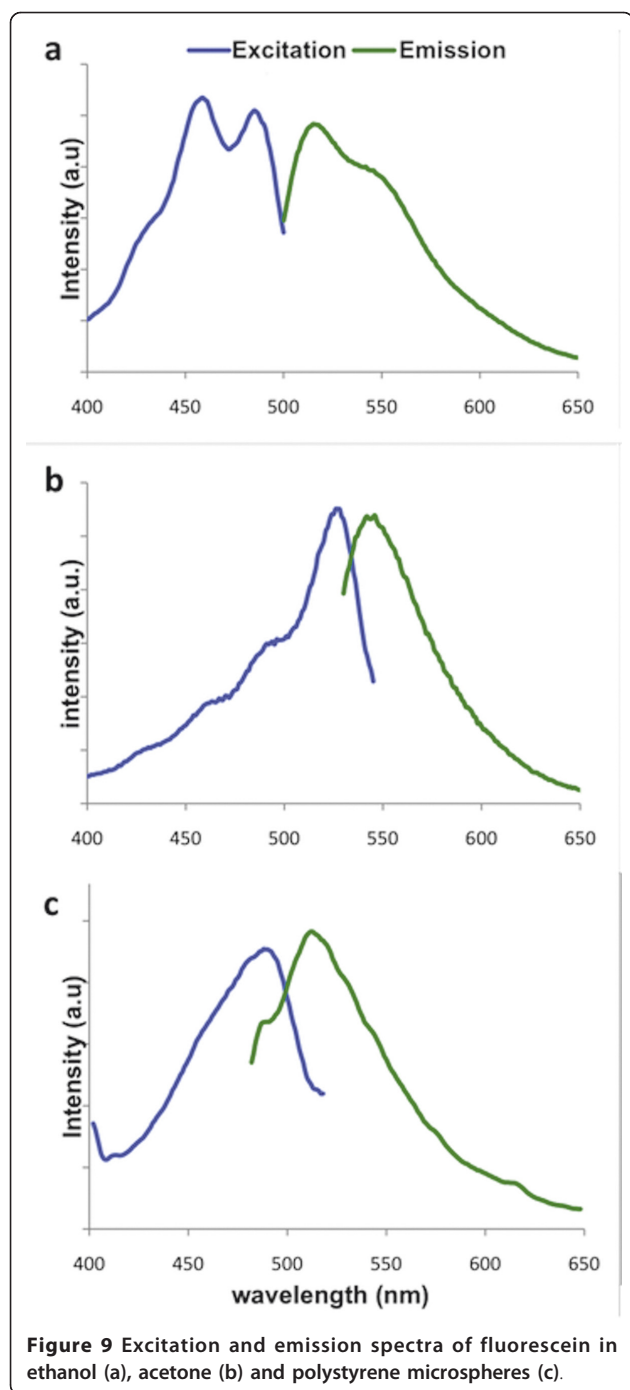 a
Excitation Emission
Intensity (a.u)
400 450 500 550 600 650
b
intensity (a.u.)
400 450 500 550 600 650
c
Intensity (a.u)
400 450 500 550 600 650
wavelength (nm)
Figure 9 Excitation and emission spectra of fluorescein in
ethanol (a), acetone (b) and polystyrene microspheres (c).